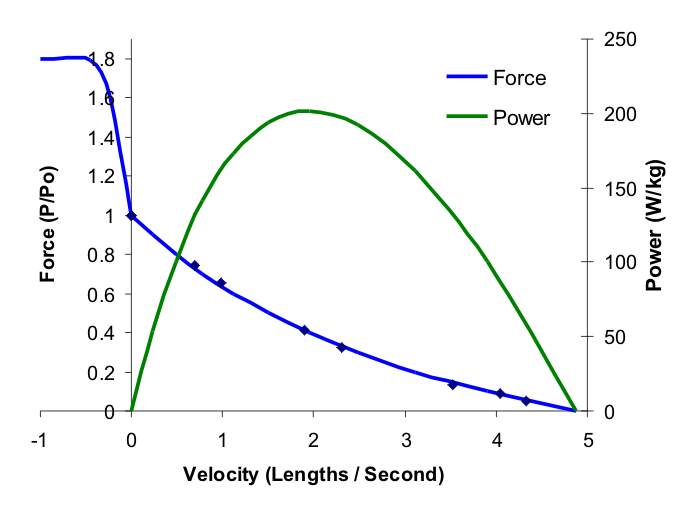 Force
Power
Force (P/Po)
1.8
1.6
1.4
1.2
1
0.8
0.6
0.4
0.2
0
250
200
150
100
50
0
Power (W/kg)
-1 0 1 2 3 4 5
Velocity (Lengths / Second)